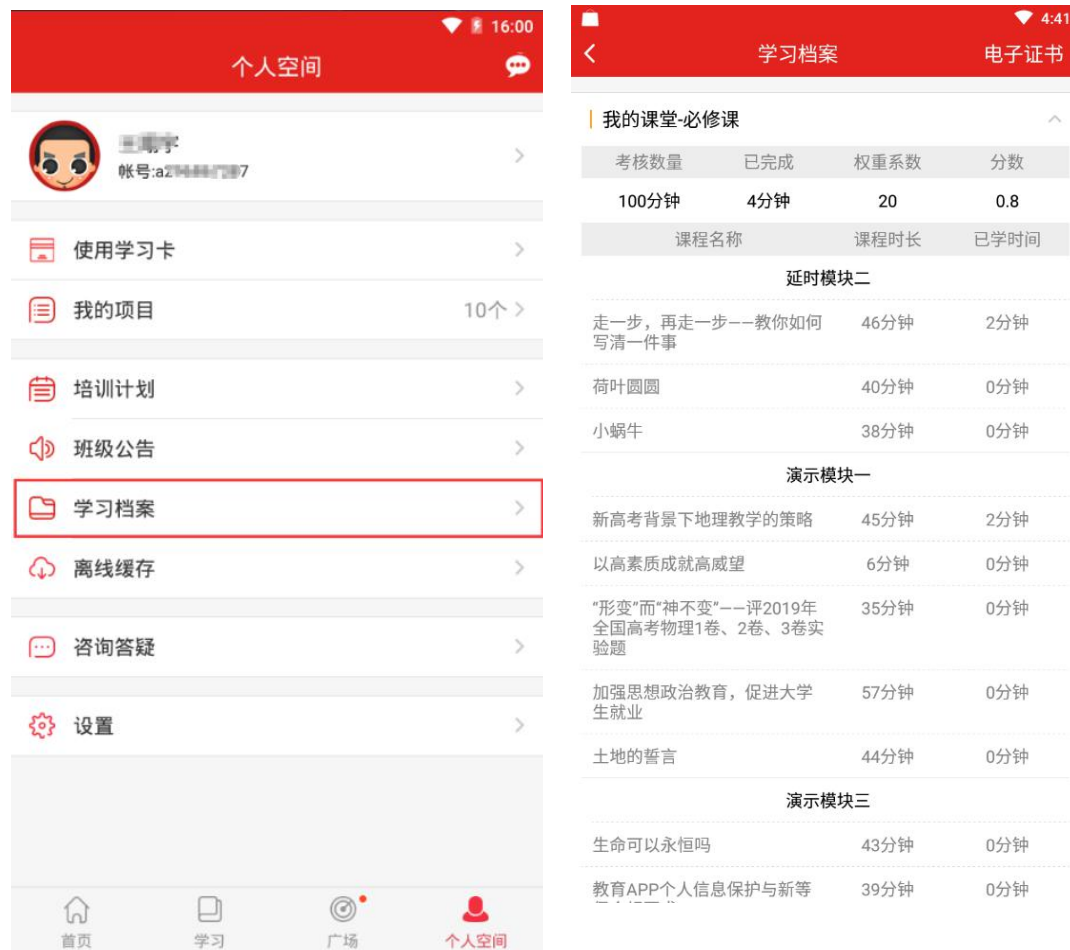 16:00
个人空间
帐号:a2 7
使用学习卡
我的项目 10个
培训计划
班级公告
学习档案
离线缓存
咨询答疑
设置
首页 学习 广场 个人空间
4:41
学习档案 电子证书
我的课堂-必修课
考核数量 已完成 权重系数 分数
100分钟 4分钟 20 0.8
课程名称 课程时长 已学时间
延时模块二
走一步，再走一步——教你如何 46分钟 2分钟
写清一件事
荷叶圆圆 40分钟 0分钟
小蜗牛 38分钟 0分钟
演示模块一
新高考背景下地理教学的策略 45分钟 2分钟
以高素质成就高威望 6分钟 0分钟
“形变”而“神不变”——评2019年 35分钟 0分钟
全国高考物理1卷、2卷、3卷实
验题
加强思想政治教育，促进大学 57分钟 0分钟
生就业
土地的誓言 44分钟 0分钟
演示模块三
生命可以永恒吗 43分钟 0分钟
教育APP个人信息保护与新等 39分钟 0分钟